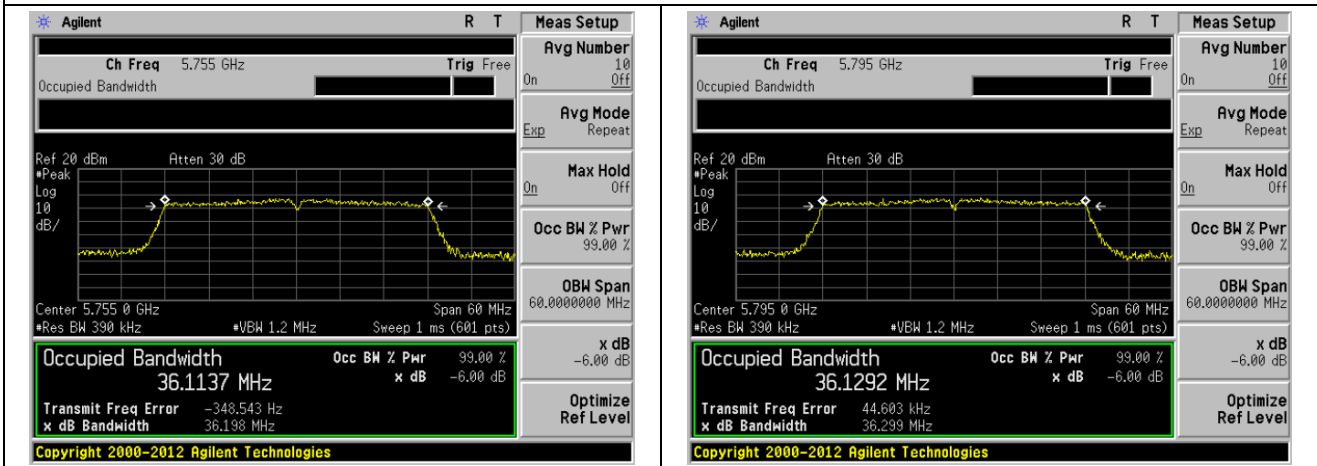 Agilent R T Meas Setup
Ch Freq 5.755 GHz Trig Free
Occupied Bandwidth
Avg Number
10
On Off
Avg Mode
Exp Repeat
Ref 20 dBm Atten 30 dB
#Peak
Log
10
dB/
Max Hold
On Off
Occ BW % Pwr
99.00 %
Center 5.755 0 GHz Span 60 MHz
#Res BW 390 kHz #VBW 1.2 MHz Sweep 1 ms (601 pts)
OBW Span
60.0000000 MHz
Occupied Bandwidth Occ BW % Pwr 99.00 %
36.1137 MHz x dB -6.00 dB
Transmit Freq Error -348.543 Hz
x dB Bandwidth 36.198 MHz
x dB
-6.00 dB
Optimize
Ref Level
Copyright 2000-2012 Agilent Technologies
Agilent R T Meas Setup
Ch Freq 5.795 GHz Trig Free
Occupied Bandwidth
Avg Number
10
On Off
Avg Mode
Exp Repeat
Ref 20 dBm Atten 30 dB
#Peak
Log
10
dB/
Max Hold
On Off
Occ BW % Pwr
99.00 %
Center 5.795 0 GHz Span 60 MHz
#Res BW 390 kHz #VBW 1.2 MHz Sweep 1 ms (601 pts)
OBW Span
60.0000000 MHz
Occupied Bandwidth Occ BW % Pwr 99.00 %
36.1292 MHz x dB -6.00 dB
Transmit Freq Error 44.603 kHz
x dB Bandwidth 36.299 MHz
x dB
-6.00 dB
Optimize
Ref Level
Copyright 2000-2012 Agilent Technologies